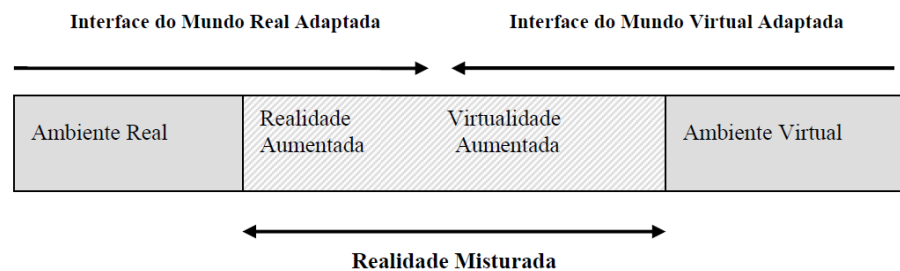 Interface do Mundo Real Adaptada
Interface do Mundo Virtual Adaptada
Ambiente Real
Realidade
Aumentada
Virtualidade
Aumentada
Ambiente Virtual
Realidade Misturada